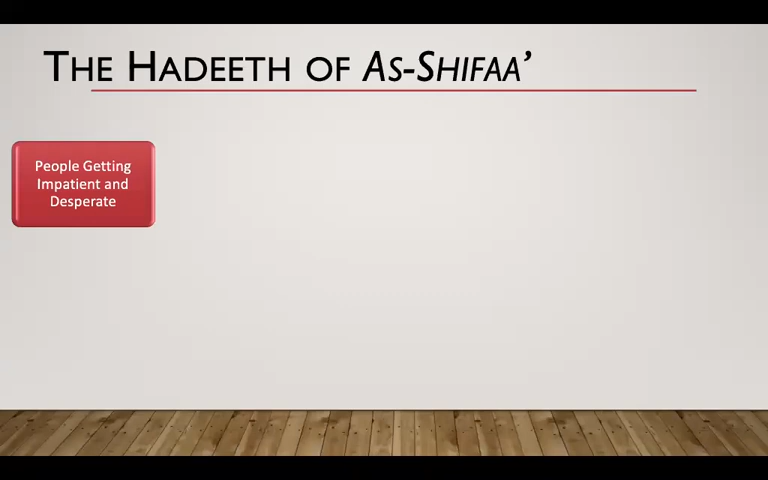 The Hadeeth of As-Shifaa’
People Getting
Impatient and
Desperate